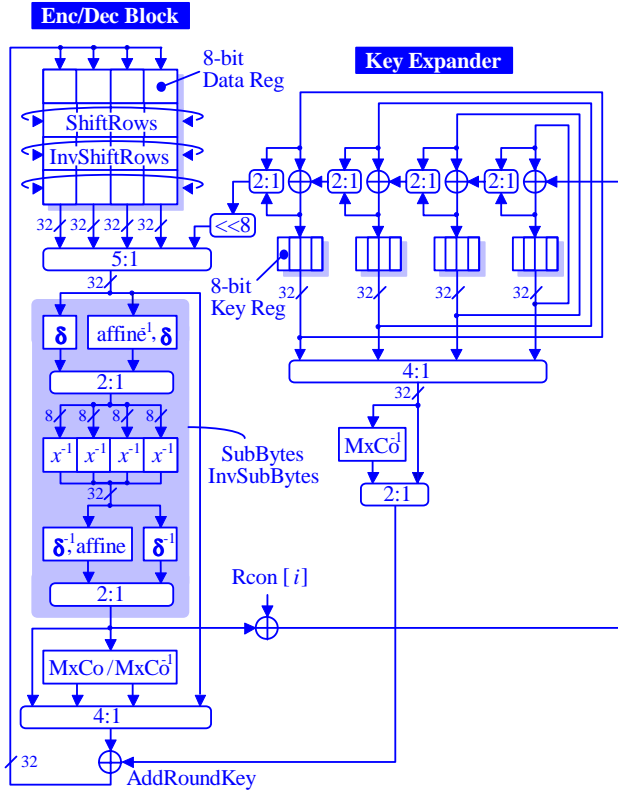 Enc/Dec Block
8-bit
Data Reg
ShiftRows
InvShiftRows
32 32 32 32
<<8
5:1
32
δ
affine-1, δ
2:1
8 8 8 8
x-1 x-1 x-1 x-1
32
SubBytes
InvSubBytes
δ-1, affine
δ-1
2:1
MxCo/MxCo-1
4:1
32
AddRoundKey
Key Expander
2:1 2:1 2:1 2:1
8-bit
Key Reg
32 32 32 32
4:1
32
MxCo-1
2:1
Rcon [i]